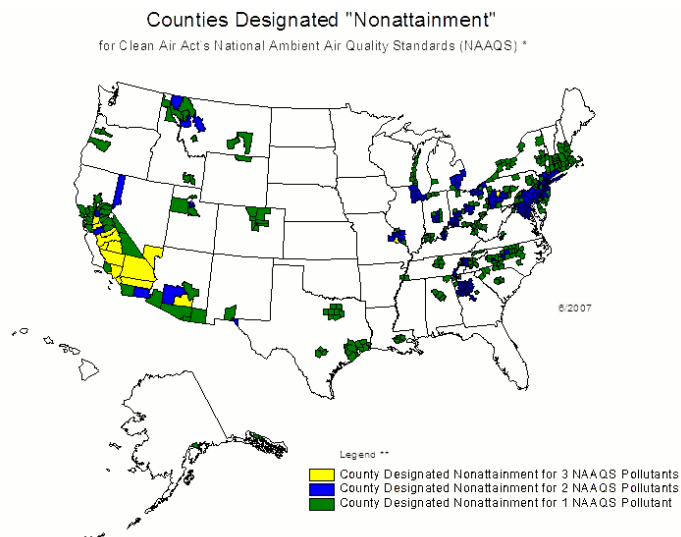 Counties Designated "Nonattainment"
for Clean Air Act's National Ambient Air Quality Standards (NAAQS) *
6/2007
Legend **
County Designated Nonattainment for 3 NAAQS Pollutants
County Designated Nonattainment for 2 NAAQS Pollutants
County Designated Nonattainment for 1 NAAQS Pollutant